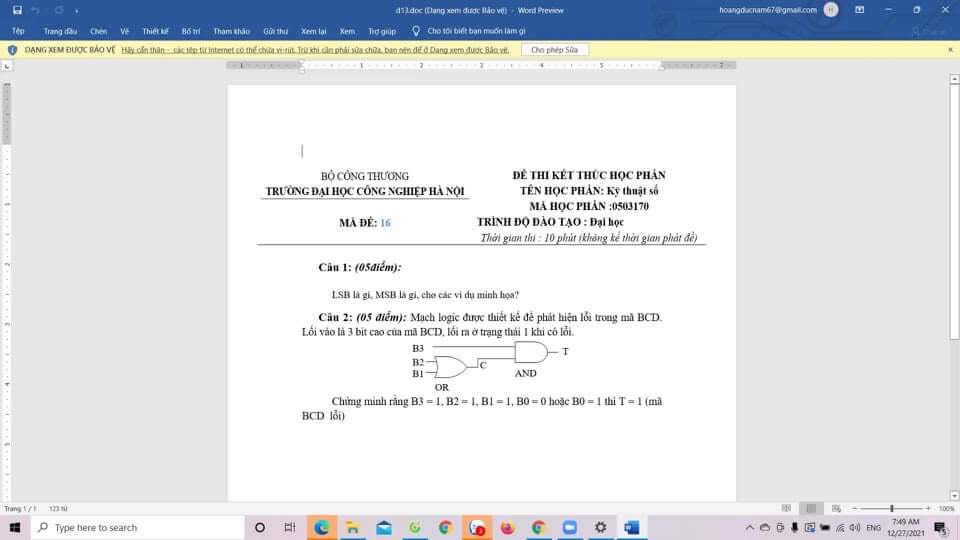 d13.doc (Dạng xem được Bảo vệ) - Word Preview
hoangducnam67@gmail.com
H
Tệp Trang đầu Chèn Vẽ Thiết kế Bố trí Tham khảo Gửi thư Xem lại Xem Trợ giúp Cho tôi biết bạn muốn làm gì
DẠNG XEM ĐƯỢC BẢO VỆ Hãy cẩn thận - các tệp từ Internet có thể chứa vi-rút. Trừ khi cần phải sửa chữa, bạn nên để ở Dạng xem được Bảo vệ. Cho phép Sửa
BỘ CÔNG THƯƠNG
TRƯỜNG ĐẠI HỌC CÔNG NGHIỆP HÀ NỘI
MÃ ĐỀ: 16
ĐỀ THI KẾT THÚC HỌC PHẦN
TÊN HỌC PHẦN: Kỹ thuật số
MÃ HỌC PHẦN :0503170
TRÌNH ĐỘ ĐÀO TẠO : Đại học
Thời gian thi : 10 phút (không kể thời gian phát đề)
Câu 1: (05điểm):
LSB là gì, MSB là gì, cho các ví dụ minh họa?
Câu 2: (05 điểm): Mạch logic được thiết kế để phát hiện lỗi trong mã BCD.
Lối vào là 3 bit cao của mã BCD, lối ra ở trạng thái 1 khi có lỗi.
B3
T
B2
C
B1
AND
OR
Chứng minh rằng B3 = 1, B2 = 1, B1 = 1, B0 = 0 hoặc B0 = 1 thì T = 1 (mã
BCD lỗi)
Trang 1 / 1 123 từ
100%
Type here to search
3
ENG
7:49 AM
12/27/2021
5